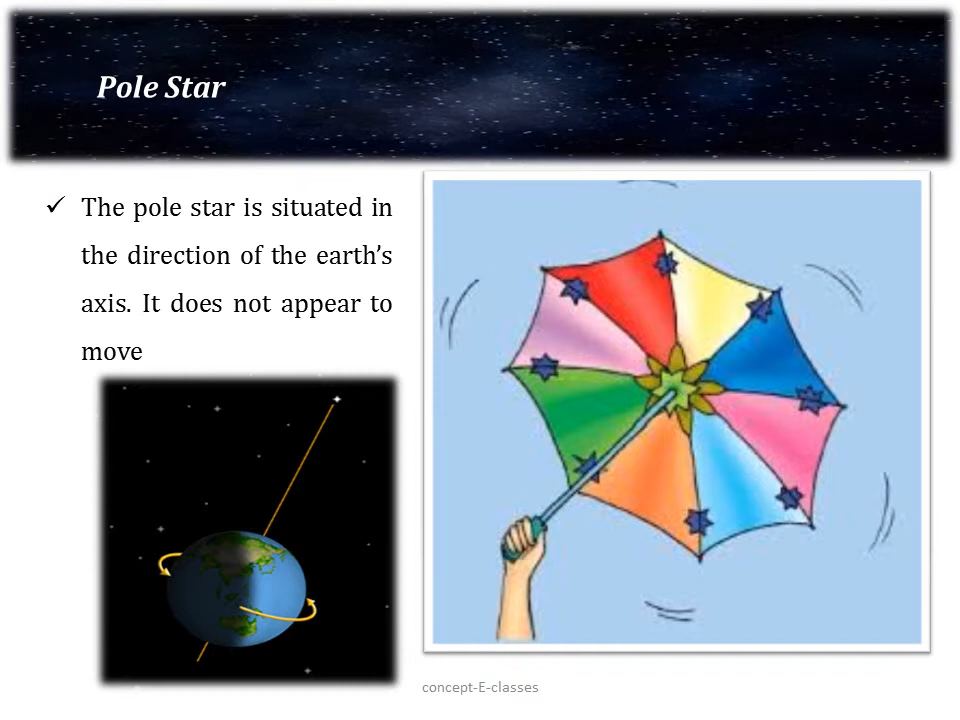 Pole Star
✓ The pole star is situated in
the direction of the earth’s
axis. It does not appear to
move
concept-E-classes